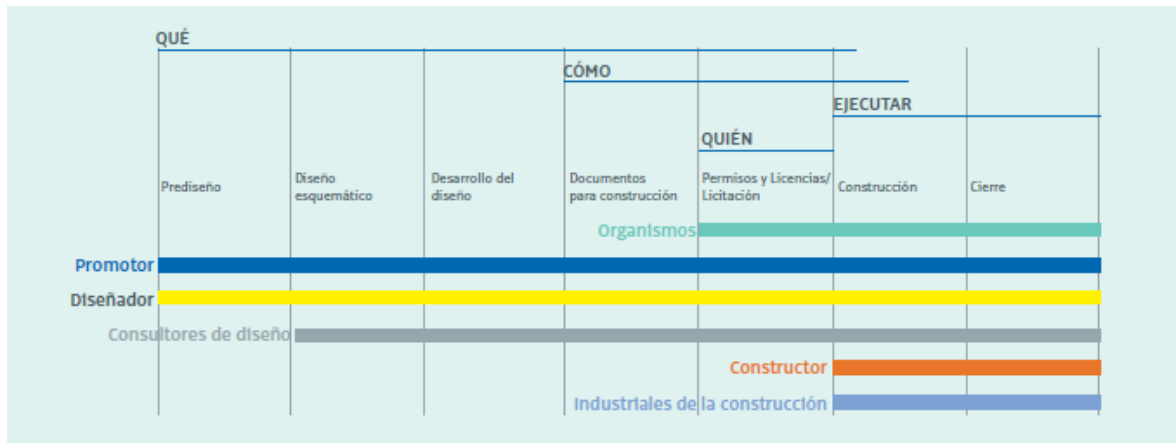 QUÉ
CÓMO
EJECUTAR
QUIÉN
Prediseño
Diseño
esquemático
Desarrollo del
diseño
Documentos
para construcción
Permisos y Licencias/
Licitación
Construcción
Cierre
Organismos
Promotor
Diseñador
Consultores de diseño
Constructor
Industriales de la construcción